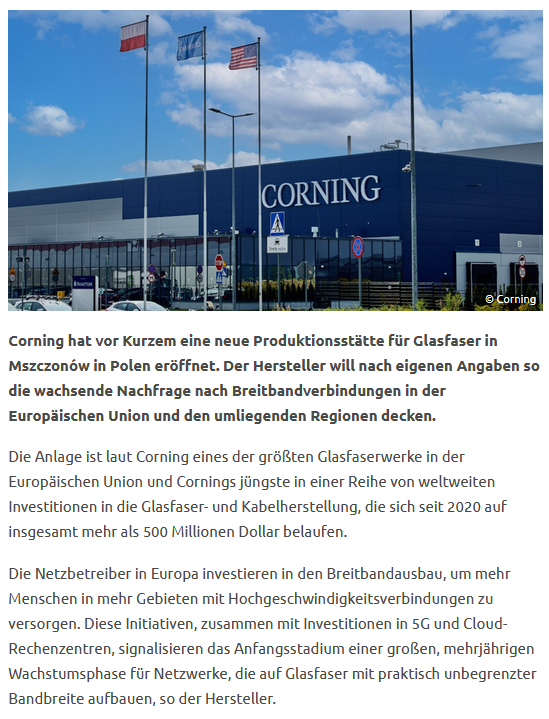 CORNING
© Corning
Corning hat vor Kurzem eine neue Produktionsstätte für Glasfaser in
Mszczonów in Polen eröffnet. Der Hersteller will nach eigenen Angaben so
die wachsende Nachfrage nach Breitbandverbindungen in der
Europäischen Union und den umliegenden Regionen decken.
Die Anlage ist laut Corning eines der größten Glasfaserwerke in der
Europäischen Union und Cornings jüngste in einer Reihe von weltweiten
Investitionen in die Glasfaser- und Kabelherstellung, die sich seit 2020 auf
insgesamt mehr als 500 Millionen Dollar belaufen.
Die Netzbetreiber in Europa investieren in den Breitbandausbau, um mehr
Menschen in mehr Gebieten mit Hochgeschwindigkeitsverbindungen zu
versorgen. Diese Initiativen, zusammen mit Investitionen in 5G und Cloud-
Rechenzentren, signalisieren das Anfangsstadium einer großen, mehrjährigen
Wachstumsphase für Netzwerke, die auf Glasfaser mit praktisch unbegrenzter
Bandbreite aufbauen, so der Hersteller.